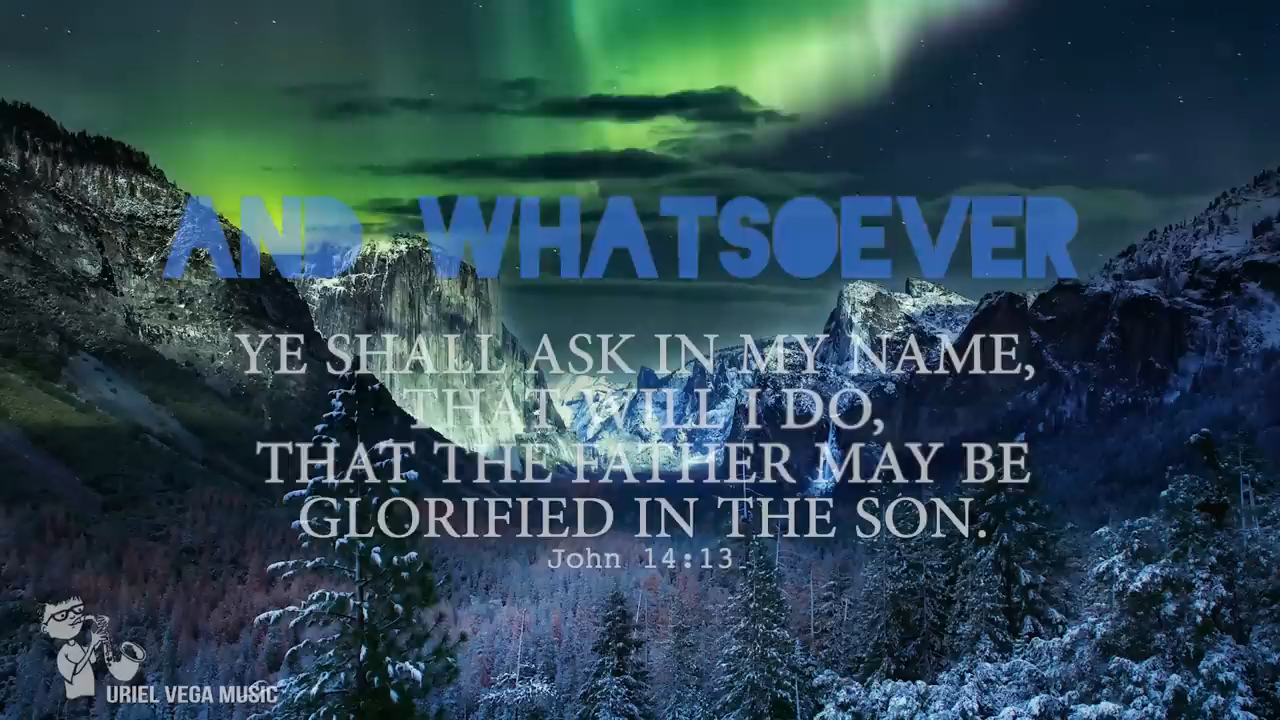 AND WHATSOEVER
YE SHALL ASK IN MY NAME,
THAT WILL I DO,
THAT THE FATHER MAY BE
GLORIFIED IN THE SON.
John 14:13
URIEL VEGA MUSIC